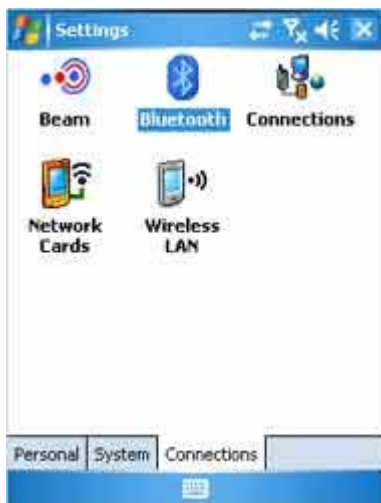 Settings
Beam Bluetooth Connections
Network Wireless
Cards LAN
Personal System Connections